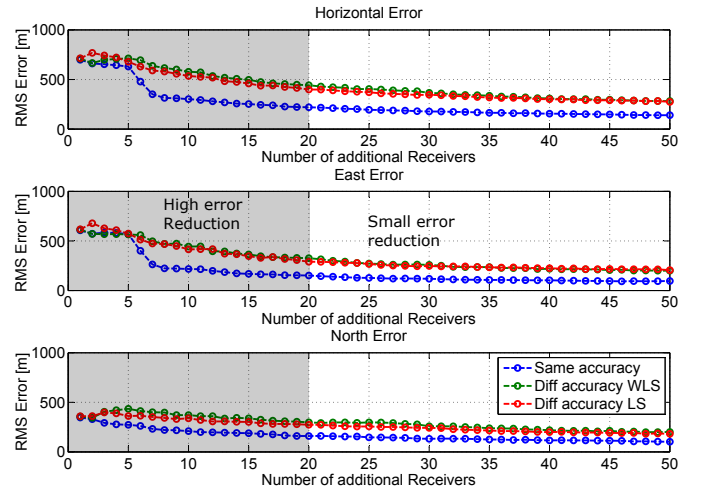 Horizontal Error
RMS Error [m]
1000
500
0
0 5 10 15 20 25 30 35 40 45 50
Number of additional Receivers
East Error
RMS Error [m]
1000
500
0
High error
Reduction
Small error
reduction
0 5 10 15 20 25 30 35 40 45 50
Number of additional Receivers
North Error
RMS Error [m]
1000
500
0
Same accuracy
Diff accuracy WLS
Diff accuracy LS
0 5 10 15 20 25 30 35 40 45 50
Number of additional Receivers